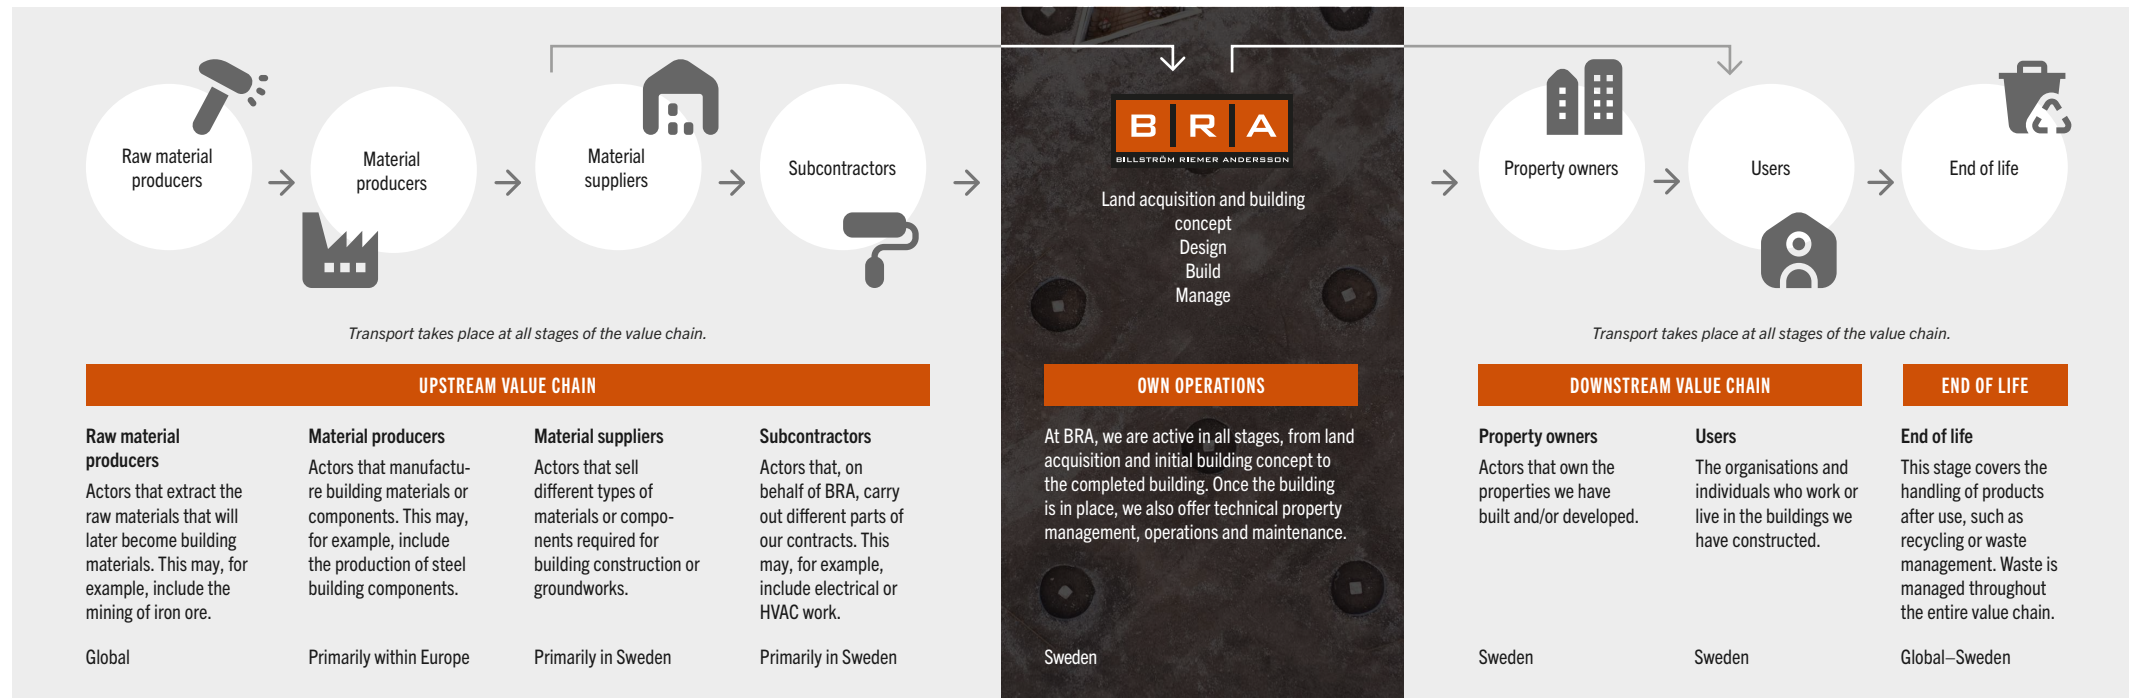 Raw material
producers
Material
producers
Material
suppliers
Subcontractors
B R A
BILLSTRÖM RIEMER ANDERSSON
Land acquisition and building
concept
Design
Build
Manage
Property owners
Users
End of life
Transport takes place at all stages of the value chain.
Transport takes place at all stages of the value chain.
UPSTREAM VALUE CHAIN
OWN OPERATIONS
DOWNSTREAM VALUE CHAIN
END OF LIFE
Raw material
producers
Actors that extract the
raw materials that will
later become building
materials. This may, for
example, include the
mining of iron ore.
Global
Material producers
Actors that manufactu-
re building materials or
components. This may,
for example, include
the production of steel
building components.
Primarily within Europe
Material suppliers
Actors that sell
different types of
materials or compo-
nents required for
building construction or
groundworks.
Primarily in Sweden
Subcontractors
Actors that, on
behalf of BRA, carry
out different parts of
our contracts. This
may, for example,
include electrical or
HVAC work.
Primarily in Sweden
At BRA, we are active in all stages, from land
acquisition and initial building concept to
the completed building. Once the building
is in place, we also offer technical property
management, operations and maintenance.
Sweden
Property owners
Actors that own the
properties we have
built and/or developed.
Sweden
Users
The organisations and
individuals who work or
live in the buildings we
have constructed.
Sweden
End of life
This stage covers the
handling of products
after use, such as
recycling or waste
management. Waste is
managed throughout
the entire value chain.
Global–Sweden